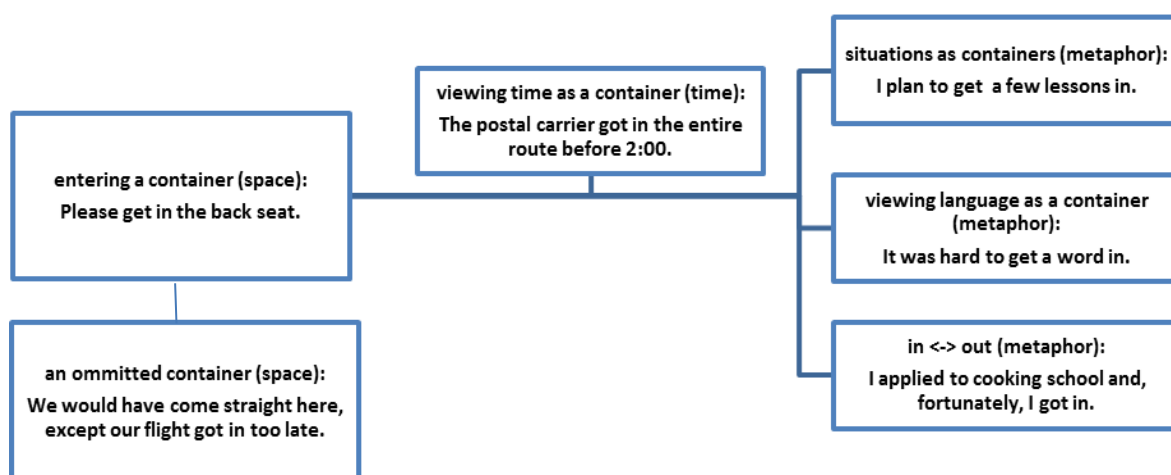 entering a container (space):
Please get in the back seat.
an ommitted container (space):
We would have come straight here,
except our flight got in too late.
viewing time as a container (time):
The postal carrier got in the entire
route before 2:00.
situations as containers (metaphor):
I plan to get a few lessons in.
viewing language as a container
(metaphor):
It was hard to get a word in.
in <-> out (metaphor):
I applied to cooking school and,
fortunately, I got in.